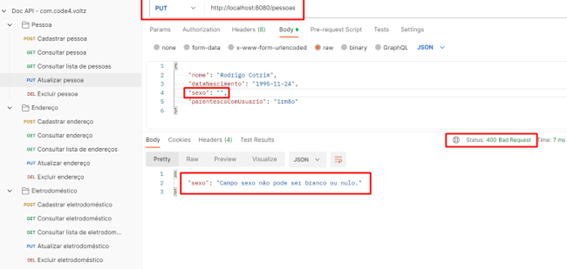 Doc API - com.code4.voltz
Pessoa
POST Cadastrar pessoa
GET Consultar pessoa
GET Consultar lista de pessoas
PUT Atualizar pessoa
DEL Excluir pessoa
Endereço
POST Cadastrar endereço
GET Consultar endereço
GET Consultar lista de endereços
PUT Atualizar endereço
DEL Excluir endereço
Eletrodoméstico
POST Cadastrar eletrodoméstico
GET Consultar eletrodoméstico
GET Consultar lista de eletrodom...
PUT Atualizar eletrodoméstico
DEL Excluir eletrodoméstico
PUT http://localhost:8080/pessoas
Params Authorization Headers (8) Body Pre-request Script Tests Settings
none form-data x-www-form-urlencoded raw binary GraphQL JSON
1 {
2 "nome": "Rodrigo Cotrim",
3 "dataNascimento": "1995-11-24",
4 "sexo": "",
5 "parentescoComUsuario": "irmão"
6 }
Body Cookies Headers (4) Test Results
Status: 400 Bad Request Time: 7 ms
Pretty Raw Preview Visualize JSON
1 {
2 "sexo": "Campo sexo não pode ser branco ou nulo."
3 }